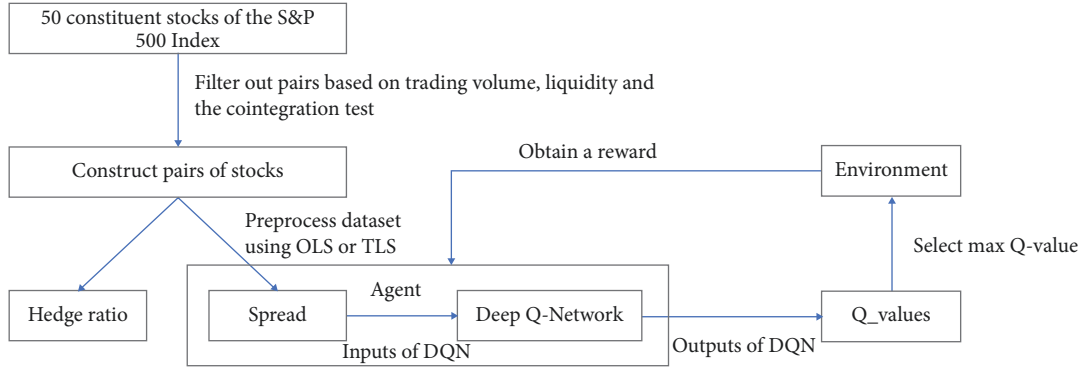 50 constituent stocks of the S&P
500 Index
Filter out pairs based on trading volume, liquidity and
the cointegration test
Construct pairs of stocks
Obtain a reward
Environment
Preprocess dataset
using OLS or TLS
Select max Q-value
Agent
Hedge ratio
Spread
Deep Q-Network
Q_values
Inputs of DQN
Outputs of DQN